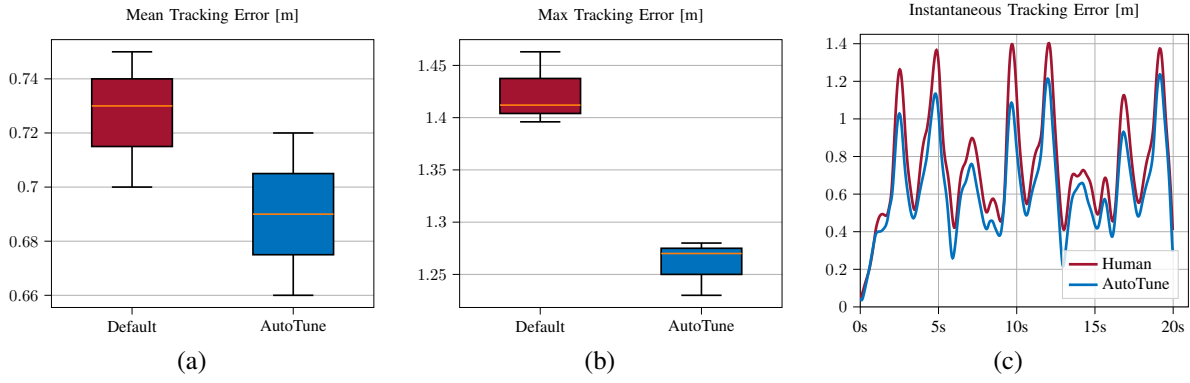 Mean Tracking Error [m]
0.74
0.72
0.7
0.68
0.66
Default
AutoTune
(a)
Max Tracking Error [m]
1.45
1.4
1.35
1.3
1.25
Default
AutoTune
(b)
Instantaneous Tracking Error [m]
1.4
1.2
1
0.8
0.6
0.4
0.2
0
0s
5s
10s
15s
20s
Human
AutoTune
(c)